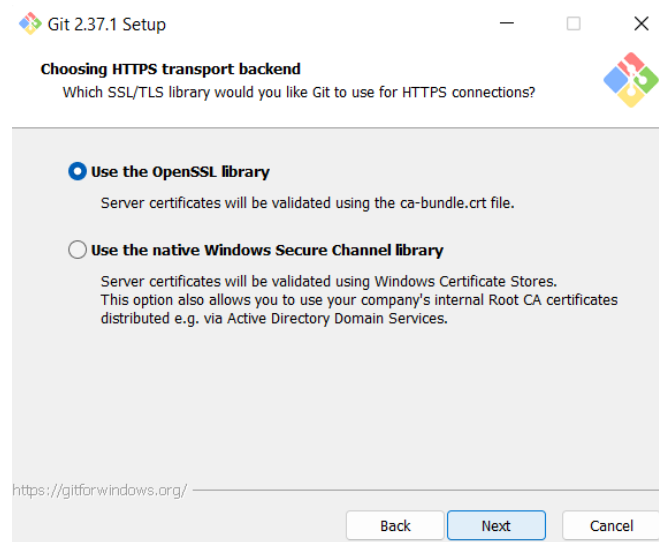 Git 2.37.1 Setup
Choosing HTTPS transport backend
Which SSL/TLS library would you like Git to use for HTTPS connections?
Use the OpenSSL library
Server certificates will be validated using the ca-bundle.crt file.
Use the native Windows Secure Channel library
Server certificates will be validated using Windows Certificate Stores.
This option also allows you to use your company's internal Root CA certificates
distributed e.g. via Active Directory Domain Services.
https://gitforwindows.org/
Back Next Cancel